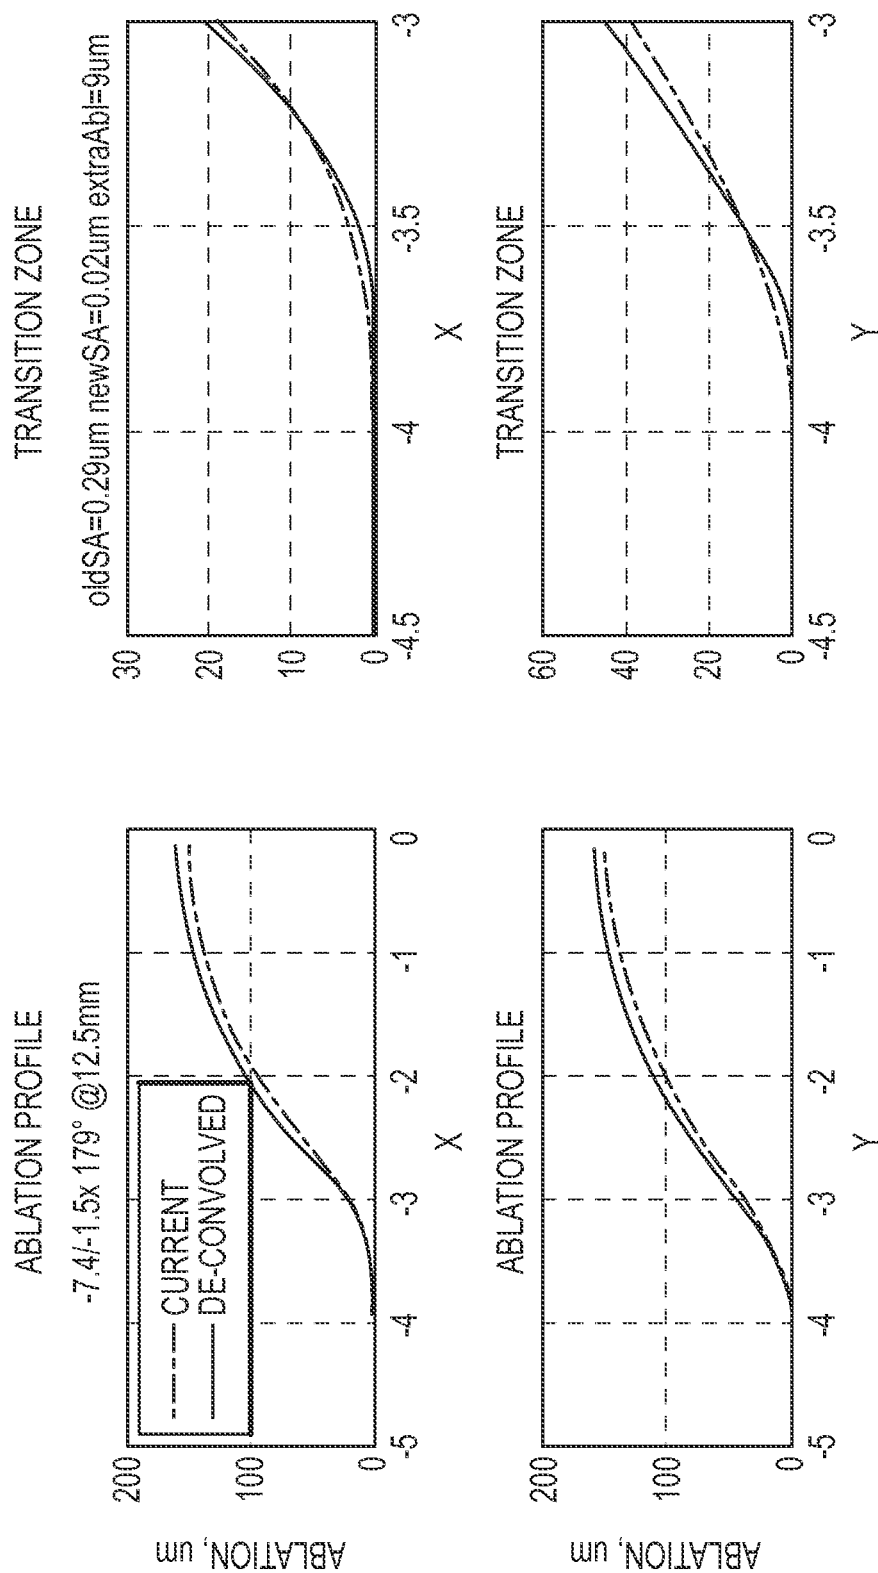 ABLATION PROFILE
-7.4/-1.5x 179° @12.5mm
200
100
0
ABLATION, um
CURRENT
DE-CONVOLVED
-5
-4
-3
-2
-1
0
X
TRANSITION ZONE
oldSA=0.29um newSA=0.02um extraAbl=9um
30
20
10
0
-4.5
-4
-3.5
-3
X
ABLATION PROFILE
200
100
0
ABLATION, um
-5
-4
-3
-2
-1
0
Y
TRANSITION ZONE
60
40
20
0
-4.5
-4
-3.5
-3
Y